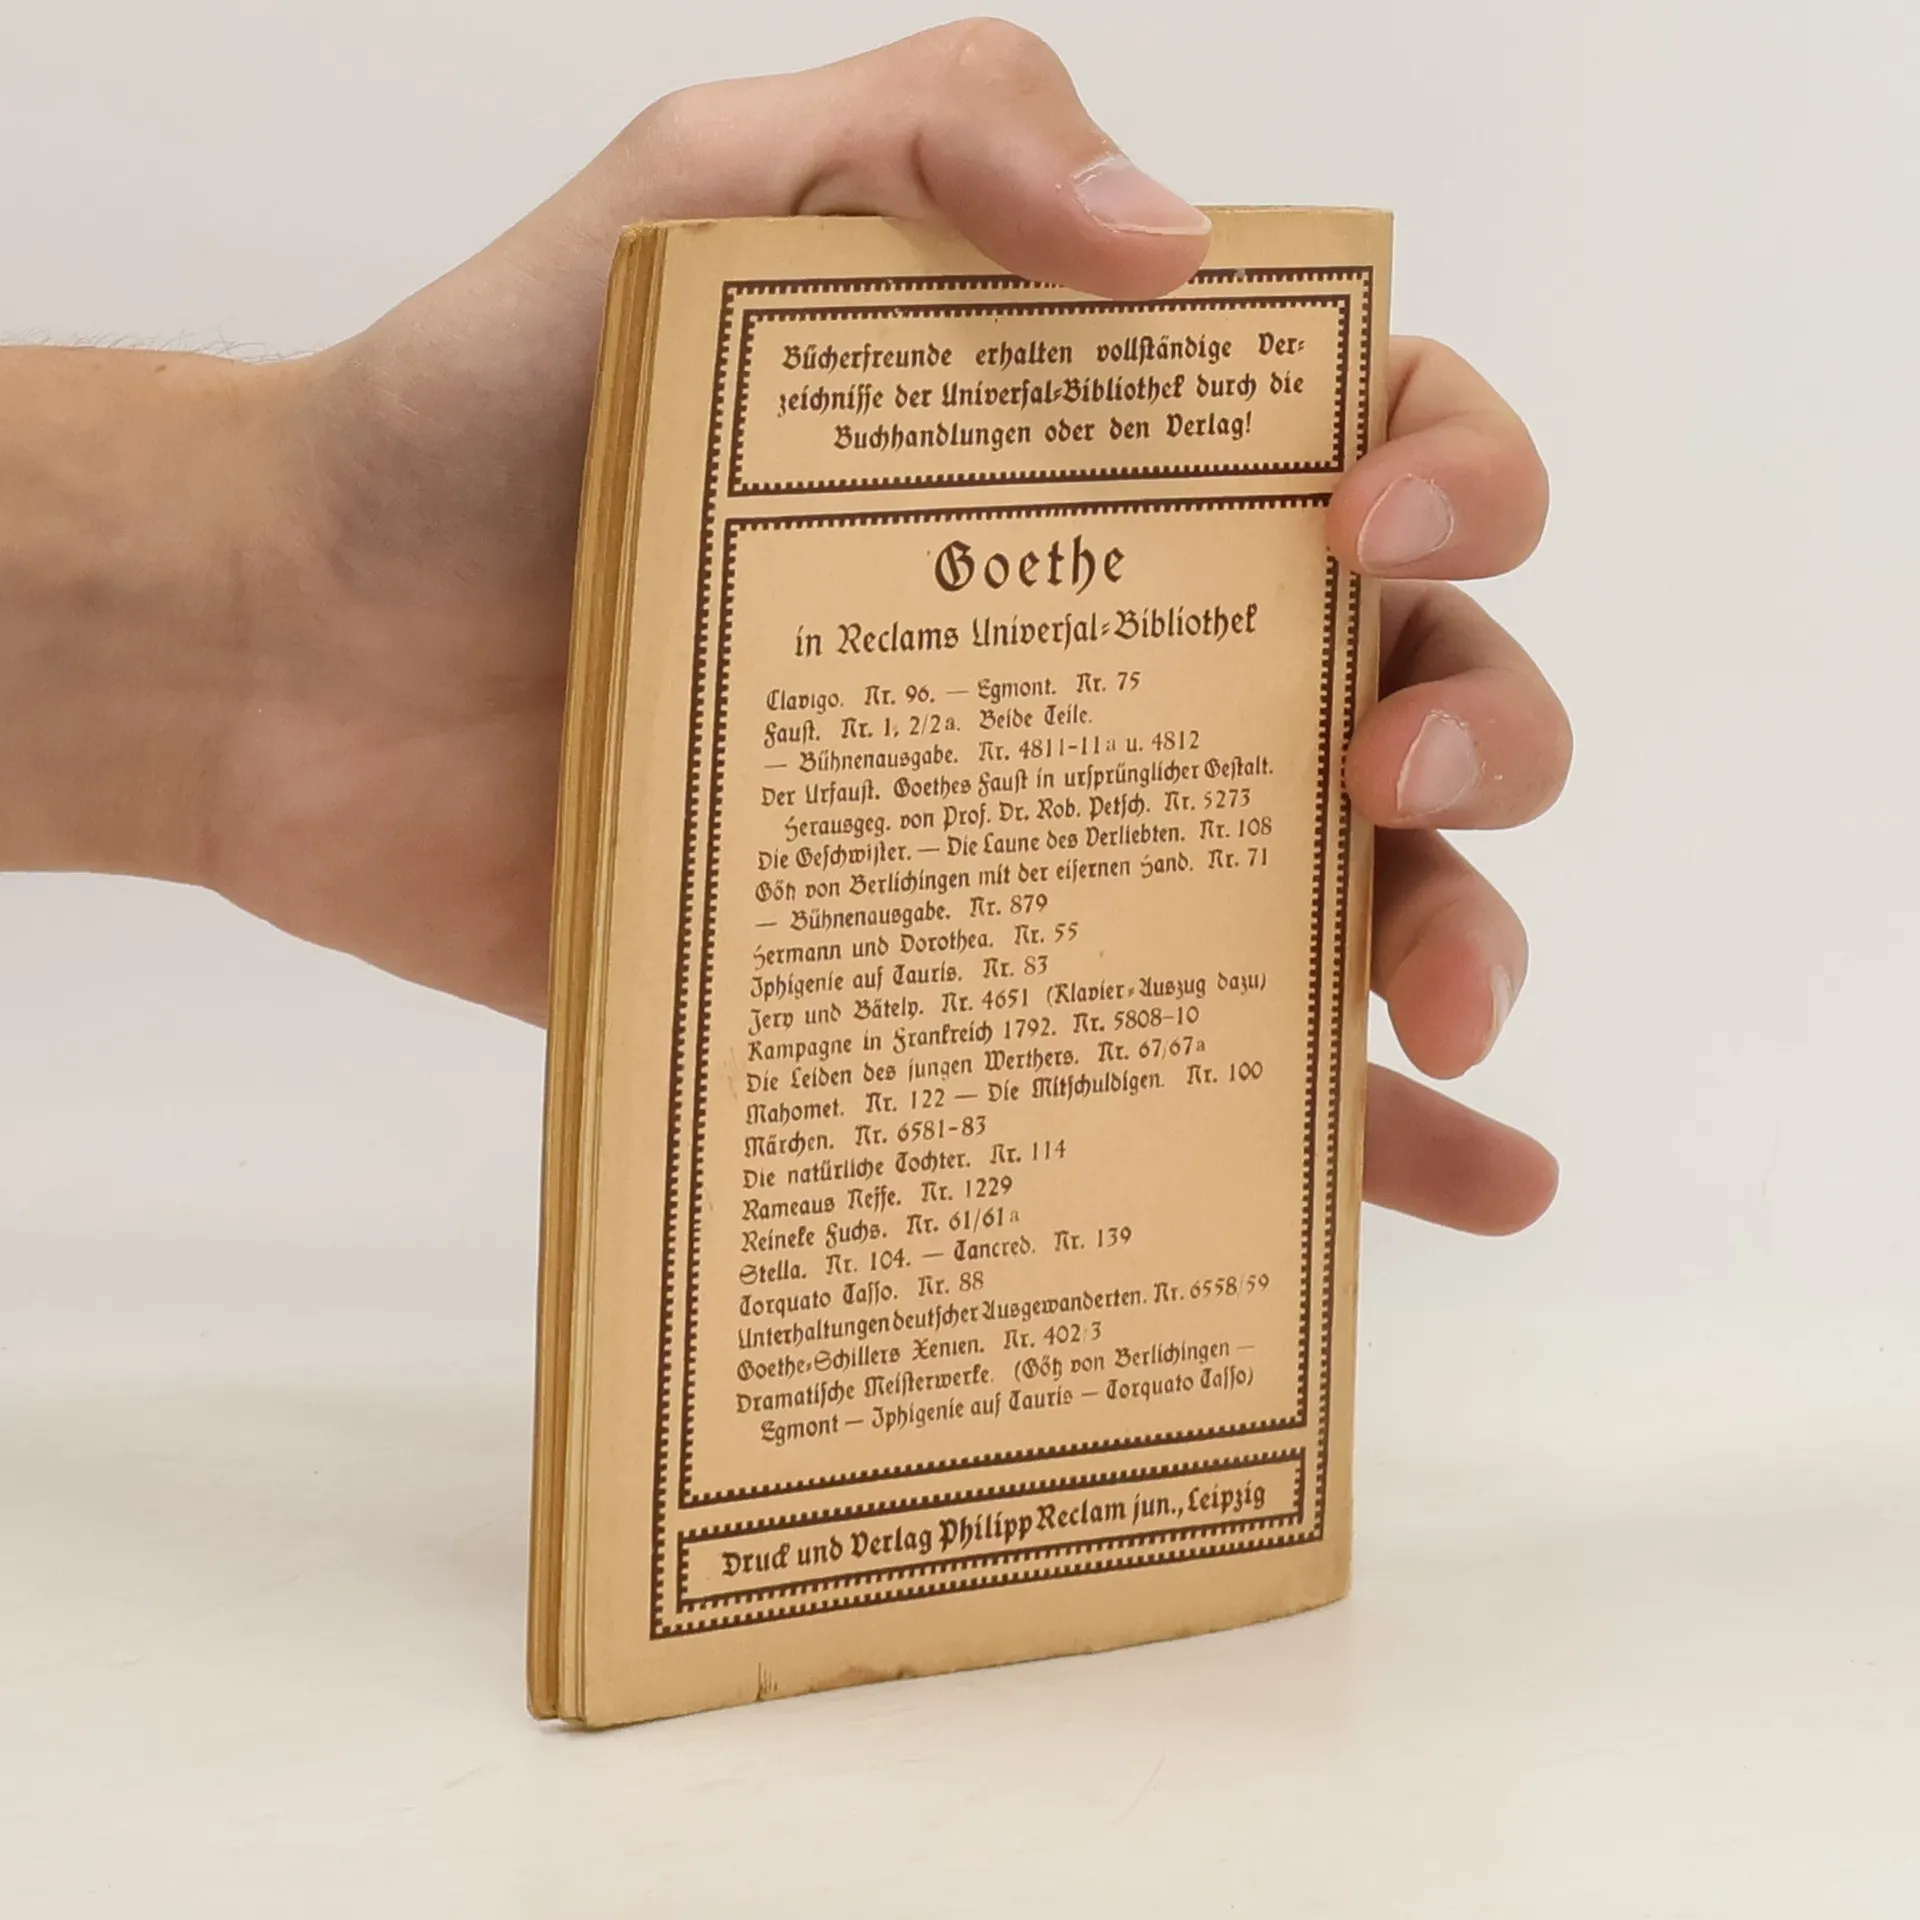 Bücherfreunde erhalten vollständige Ver-
zeichnisse der Universal-Bibliothek durch die
Buchhandlungen oder den Verlag!
Goethe
in Reclams Universal-Bibliothek
Clavigo. Nr. 96. — Egmont. Nr. 75
Faust. Nr. 1, 2/2a. Beide Teile.
— Bühnenausgabe. Nr. 4811-11a u. 4812
Der Urfaust. Goethes Faust in ursprünglicher Gestalt.
Herausgeg. von Prof. Dr. Rob. Petsch. Nr. 5273
Die Geschwister. — Die Laune des Verliebten. Nr. 108
Götz von Berlichingen mit der eisernen Hand. Nr. 71
— Bühnenausgabe. Nr. 879
Hermann und Dorothea. Nr. 55
Iphigenie auf Tauris. Nr. 83
Jery und Bätely. Nr. 4651 (Klavier-Auszug dazu)
Kampagne in Frankreich 1792. Nr. 5808-10
Die Leiden des jungen Werthers. Nr. 67/67a
Mahomet. Nr. 122 — Die Mitschuldigen. Nr. 100
Märchen. Nr. 6581-83
Die natürliche Tochter. Nr. 114
Rameaus Neffe. Nr. 1229
Reineke Fuchs. Nr. 61/61a
Stella. Nr. 104. — Tancred. Nr. 139
Torquato Tasso. Nr. 88
Unterhaltungen deutscher Ausgewanderten. Nr. 6558/59
Goethe-Schillers Xenien. Nr. 402/3
Dramatische Meisterwerke. (Götz von Berlichingen —
Egmont — Iphigenie auf Tauris — Torquato Tasso)
Druck und Verlag Philipp Reclam jun., Leipzig